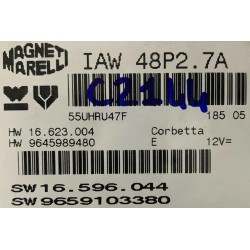 MAGNETI MARELLI
IAW 48P2.7A
C2144
55UHRU47F 185 05
HW 16.623.004 Corbetta
HW 9645989480 E 12V=
SW16.596.044
SW9659103380